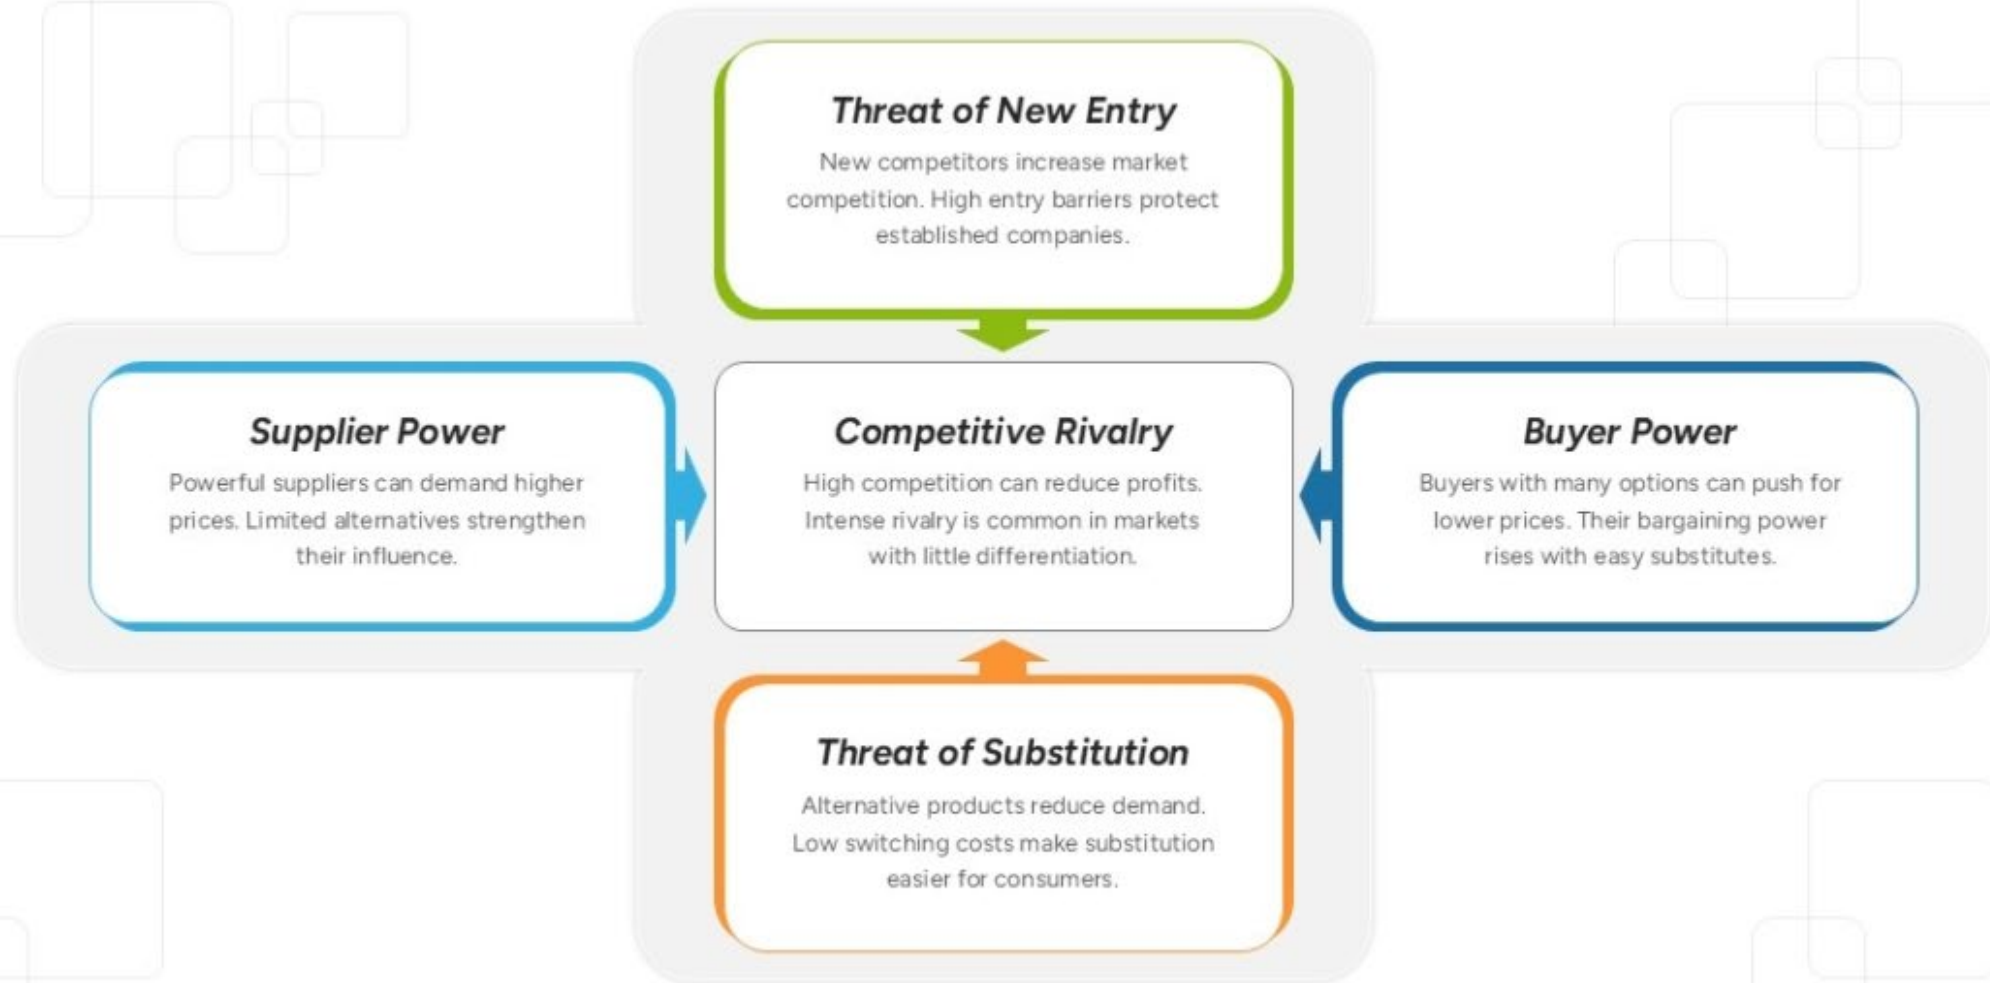 Threat of New Entry
New competitors increase market
competition. High entry barriers protect
established companies.
Supplier Power
Powerful suppliers can demand higher
prices. Limited alternatives strengthen
their influence.
Competitive Rivalry
High competition can reduce profits.
Intense rivalry is common in markets
with little differentiation.
Buyer Power
Buyers with many options can push for
lower prices. Their bargaining power
rises with easy substitutes.
Threat of Substitution
Alternative products reduce demand.
Low switching costs make substitution
easier for consumers.